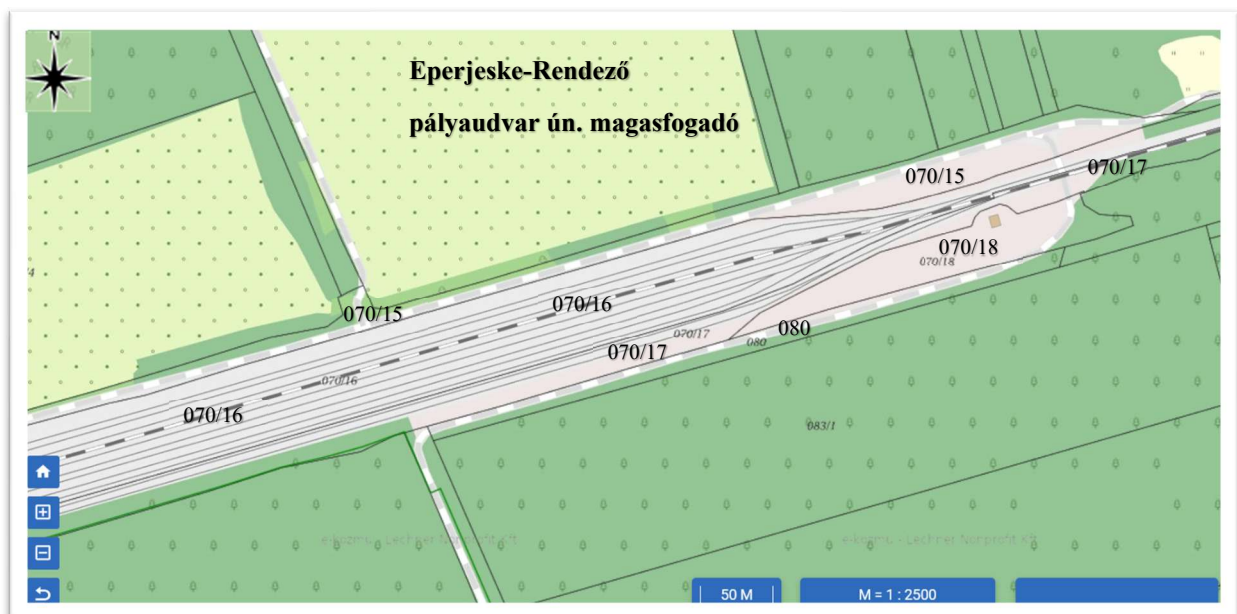 N
Eperjeske-Rendező
pályaudvar ún. magasfogadó
070/15
070/17
070/18
070/18
070/16
070/15
080
070/17
080
070/17
070/16
070/16
083/1
e-közmű - Lechner Nonprofit Kft.
e-közmű - Lechner Nonprofit Kft.
50 M
M = 1 : 2500